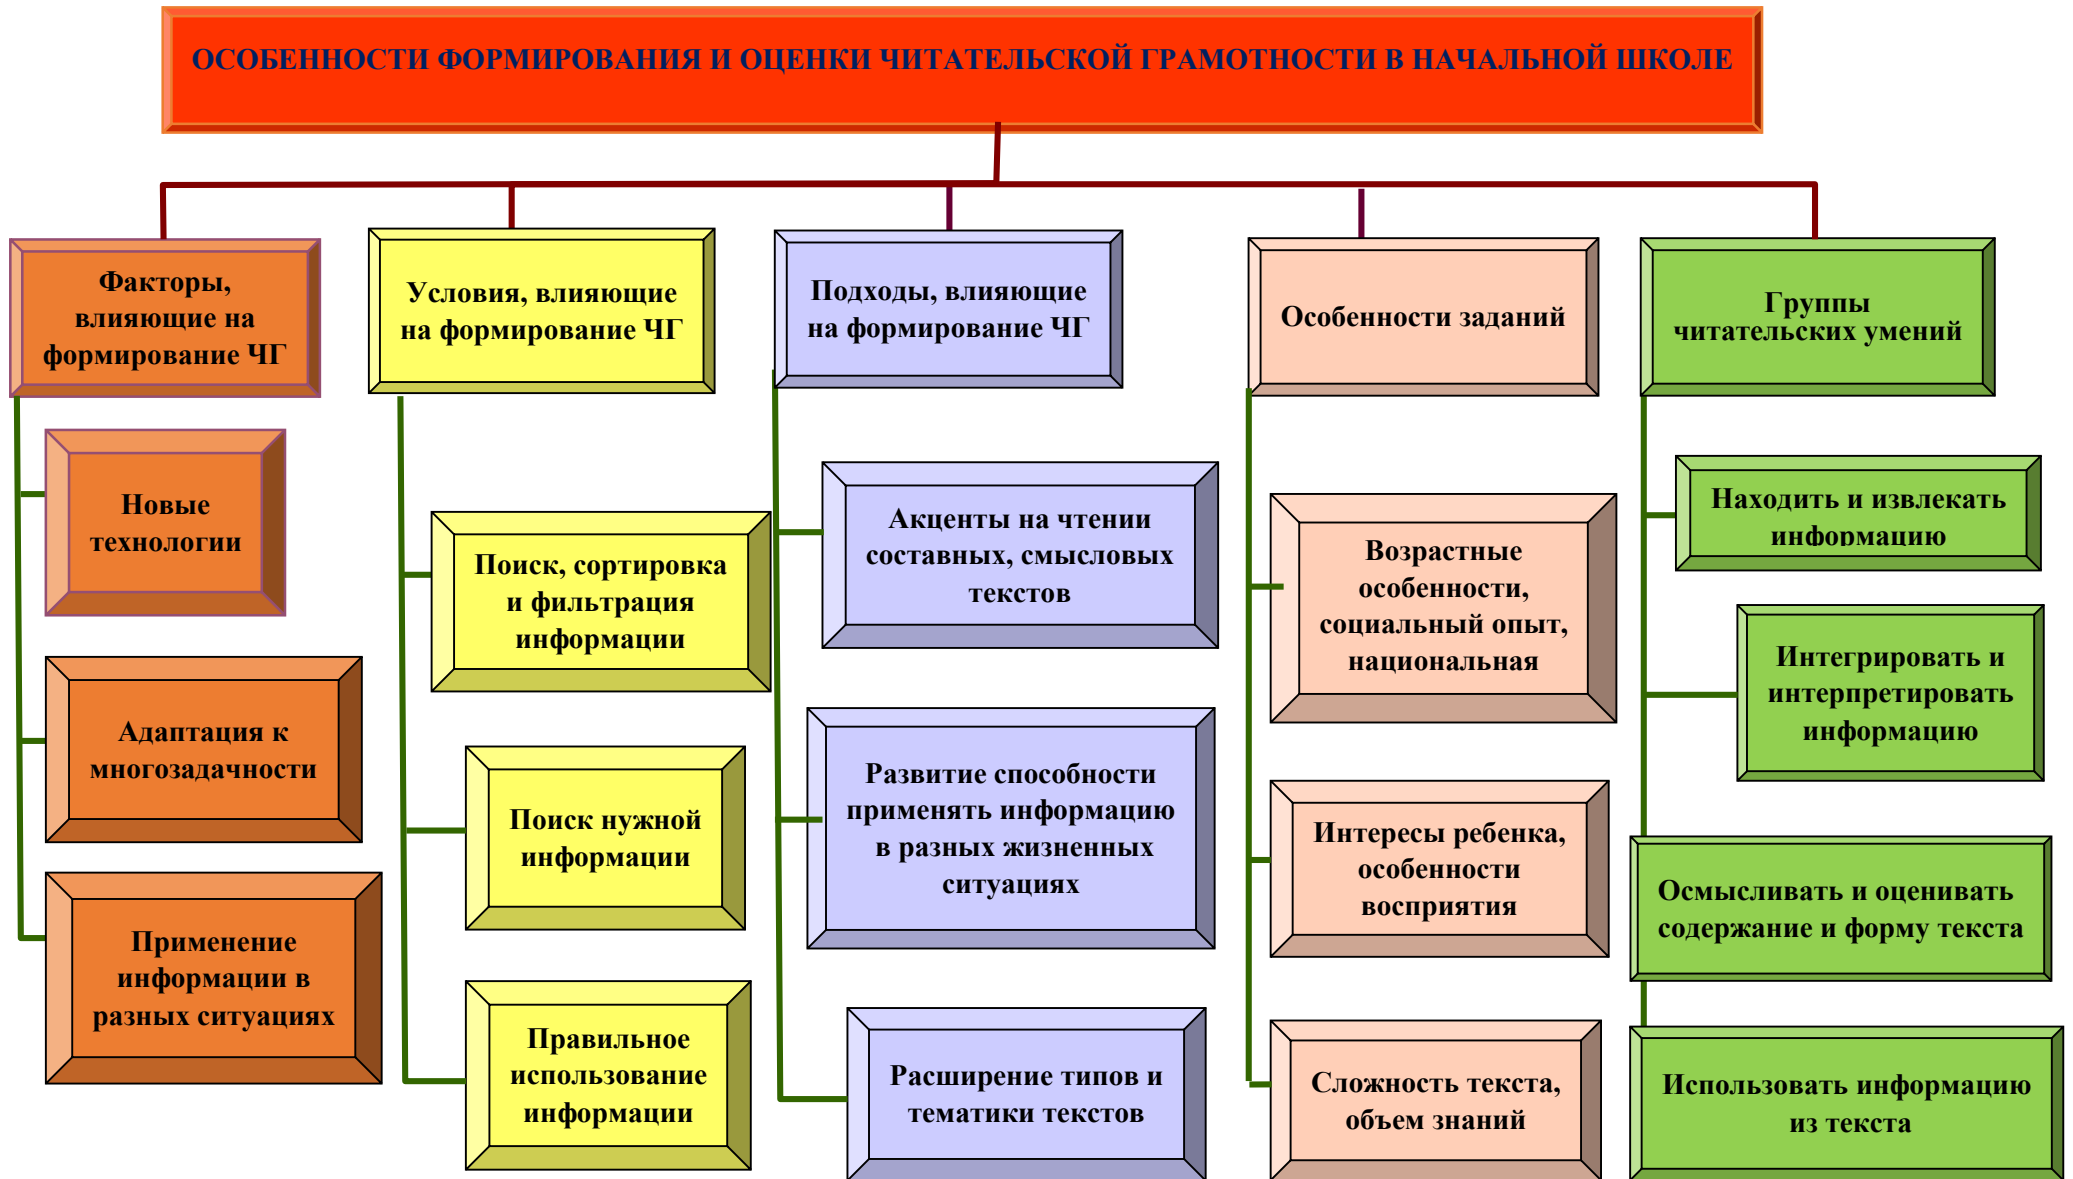 ОСОБЕННОСТИ ФОРМИРОВАНИЯ И ОЦЕНКИ ЧИТАТЕЛЬСКОЙ ГРАМОТНОСТИ В НАЧАЛЬНОЙ ШКОЛЕ
Факторы,
влияющие на
формирование ЧГ
Новые
технологии
Адаптация к
многозадачности
Применение
информации в
разных ситуациях
Условия, влияющие
на формирование ЧГ
Поиск, сортировка
и фильтрация
информации
Поиск нужной
информации
Правильное
использование
информации
Подходы, влияющие
на формирование ЧГ
Акценты на чтении
составных, смысловых
текстов
Развитие способности
применять информацию
в разных жизненных
ситуациях
Расширение типов и
тематики текстов
Особенности заданий
Возрастные
особенности,
социальный опыт,
национальная
Интересы ребенка,
особенности
восприятия
Сложность текста,
объем знаний
Группы
читательских умений
Находить и извлекать
информацию
Интегрировать и
интерпретировать
информацию
Осмысливать и оценивать
содержание и форму текста
Использовать информацию
из текста